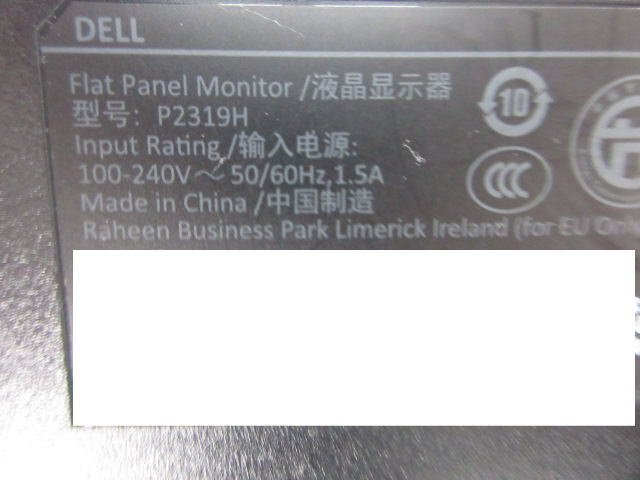 DELL
Flat Panel Monitor /液晶显示器
型号: P2319H
Input Rating /输入电源:
100-240V～50/60Hz,1.5A
Made in China /中国制造
Raheen Business Park Limerick Ireland (for EU Only
10
CCC